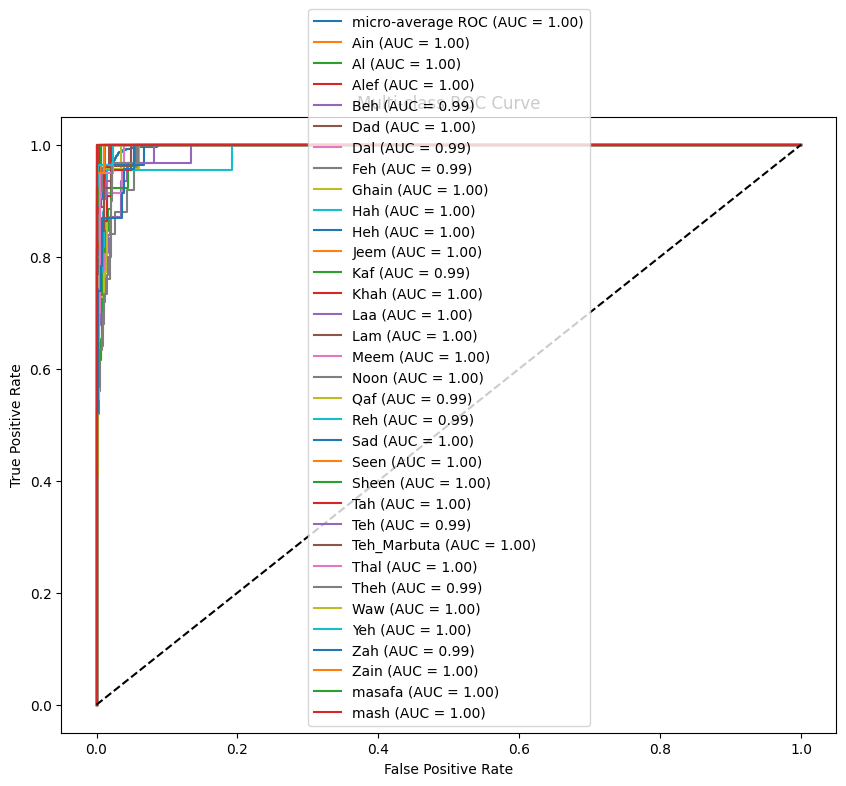 micro-average ROC (AUC = 1.00)
Ain (AUC = 1.00)
Al (AUC = 1.00)
Alef (AUC = 1.00)
Beh (AUC = 0.99)
Multi-class ROC Curve
Dad (AUC = 1.00)
Dal (AUC = 0.99)
Feh (AUC = 0.99)
Ghain (AUC = 1.00)
Hah (AUC = 1.00)
Heh (AUC = 1.00)
Jeem (AUC = 1.00)
Kaf (AUC = 0.99)
Khah (AUC = 1.00)
Laa (AUC = 1.00)
Lam (AUC = 1.00)
Meem (AUC = 1.00)
Noon (AUC = 1.00)
Qaf (AUC = 0.99)
Reh (AUC = 0.99)
Sad (AUC = 1.00)
Seen (AUC = 1.00)
Sheen (AUC = 1.00)
Tah (AUC = 1.00)
Teh (AUC = 0.99)
Teh_Marbuta (AUC = 1.00)
Thal (AUC = 1.00)
Theh (AUC = 0.99)
Waw (AUC = 1.00)
Yeh (AUC = 1.00)
Zah (AUC = 0.99)
Zain (AUC = 1.00)
masafa (AUC = 1.00)
mash (AUC = 1.00)
True Positive Rate
1.0
0.8
0.6
0.4
0.2
0.0
0.0 0.2 0.4 0.6 0.8 1.0
False Positive Rate